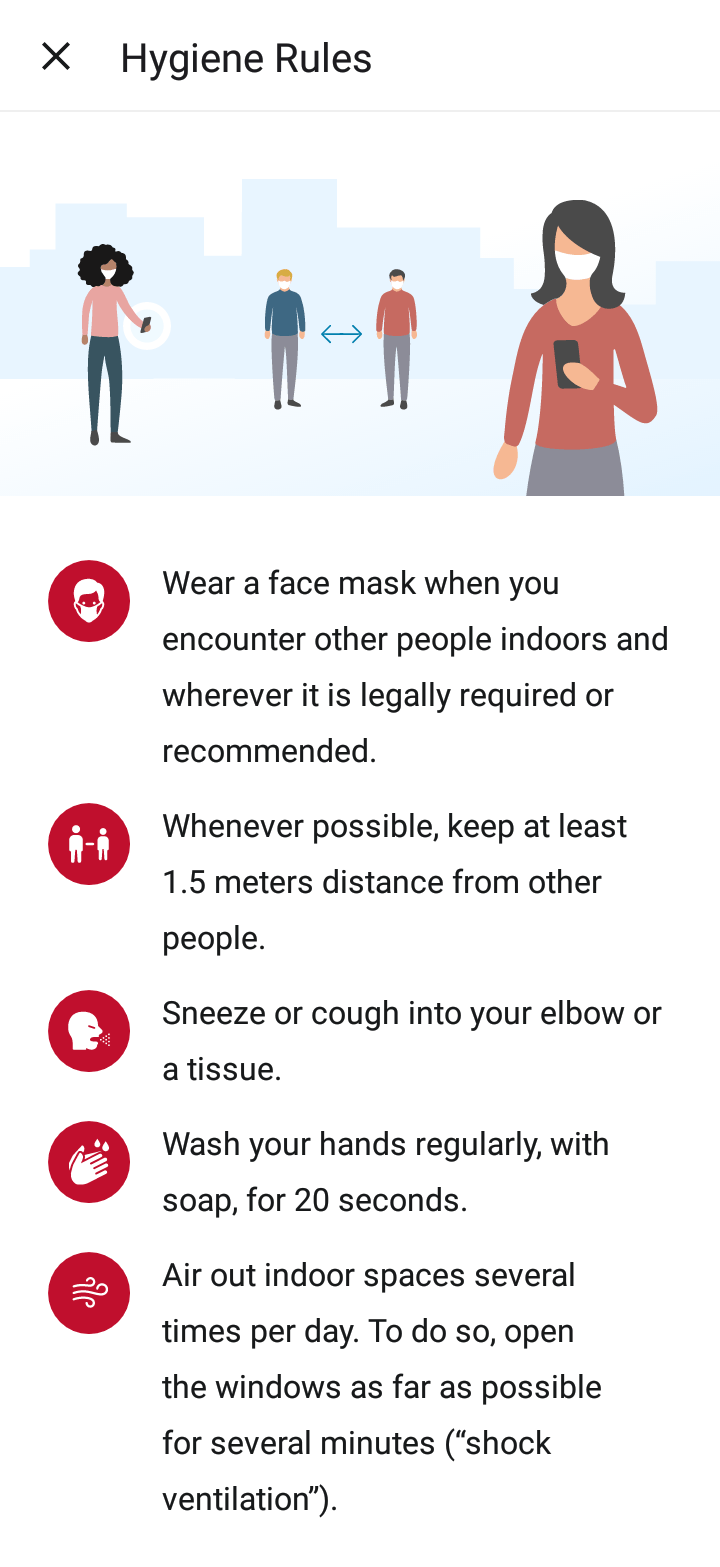 Hygiene Rules
Wear a face mask when you
encounter other people indoors and
wherever it is legally required or
recommended.
Whenever possible, keep at least
1.5 meters distance from other
people.
Sneeze or cough into your elbow or
a tissue.
Wash your hands regularly, with
soap, for 20 seconds.
Air out indoor spaces several
times per day. To do so, open
the windows as far as possible
for several minutes (“shock
ventilation”).